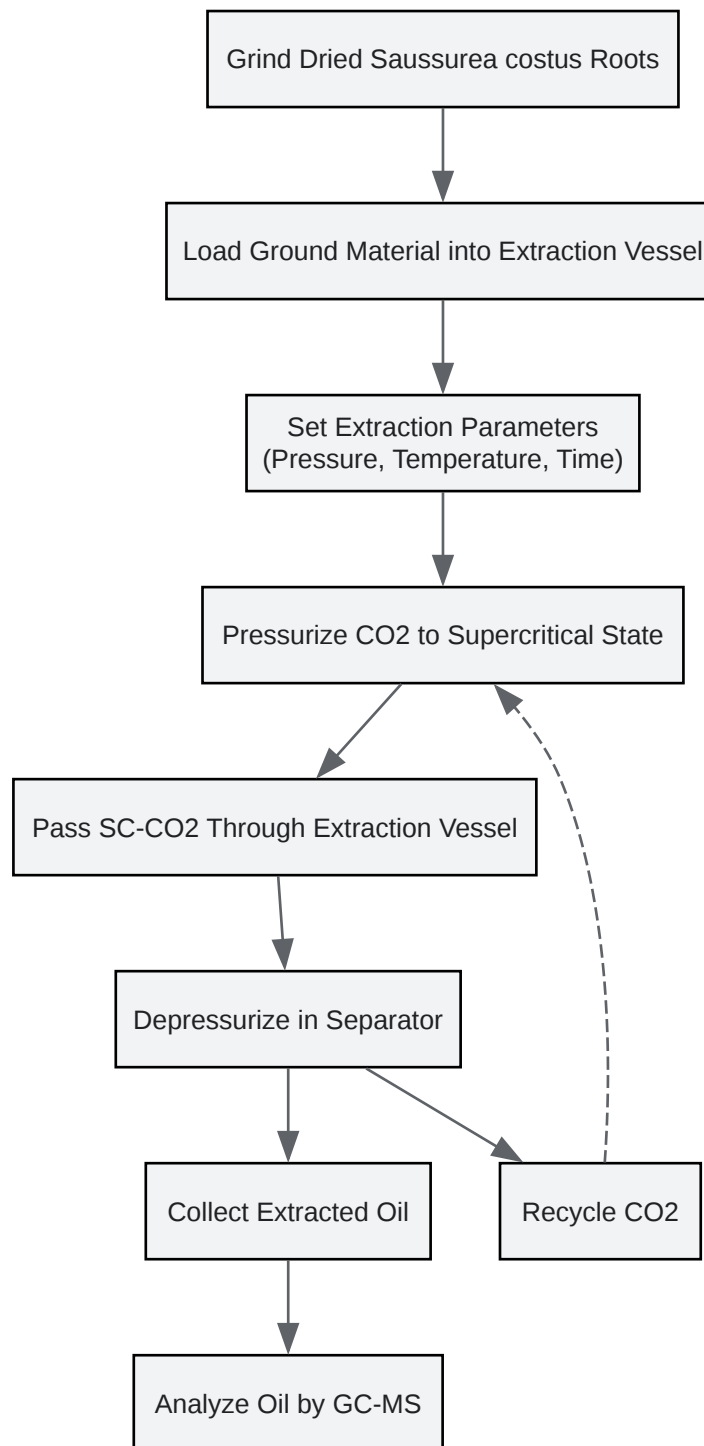 Grind Dried Saussurea costus Roots
Load Ground Material into Extraction Vessel
Set Extraction Parameters
(Pressure, Temperature, Time)
Pressurize CO2 to Supercritical State
Pass SC-CO2 Through Extraction Vessel
Depressurize in Separator
Collect Extracted Oil
Recycle CO2
Analyze Oil by GC-MS